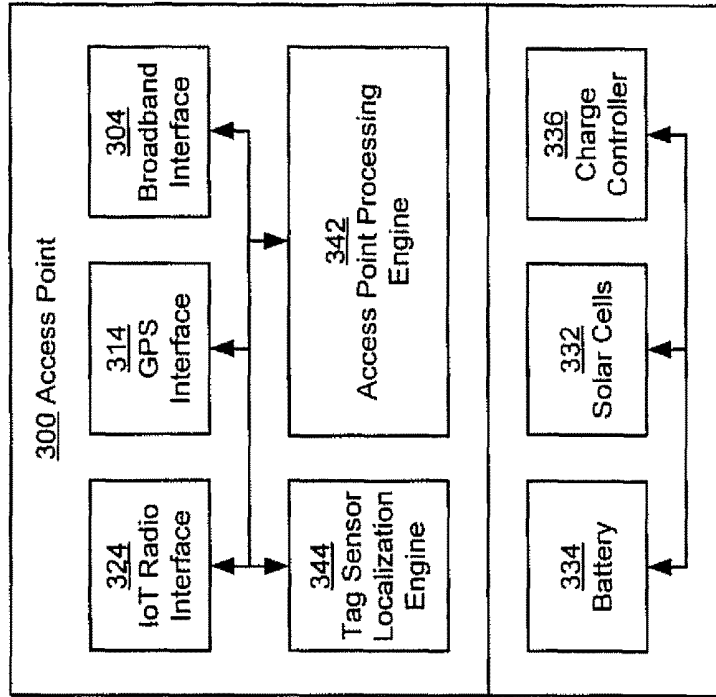 300 Access Point
324
IoT Radio
Interface
314
GPS
Interface
304
Broadband
Interface
344
Tag Sensor
Localization
Engine
342
Access Point Processing
Engine
334
Battery
332
Solar Cells
336
Charge
Controller